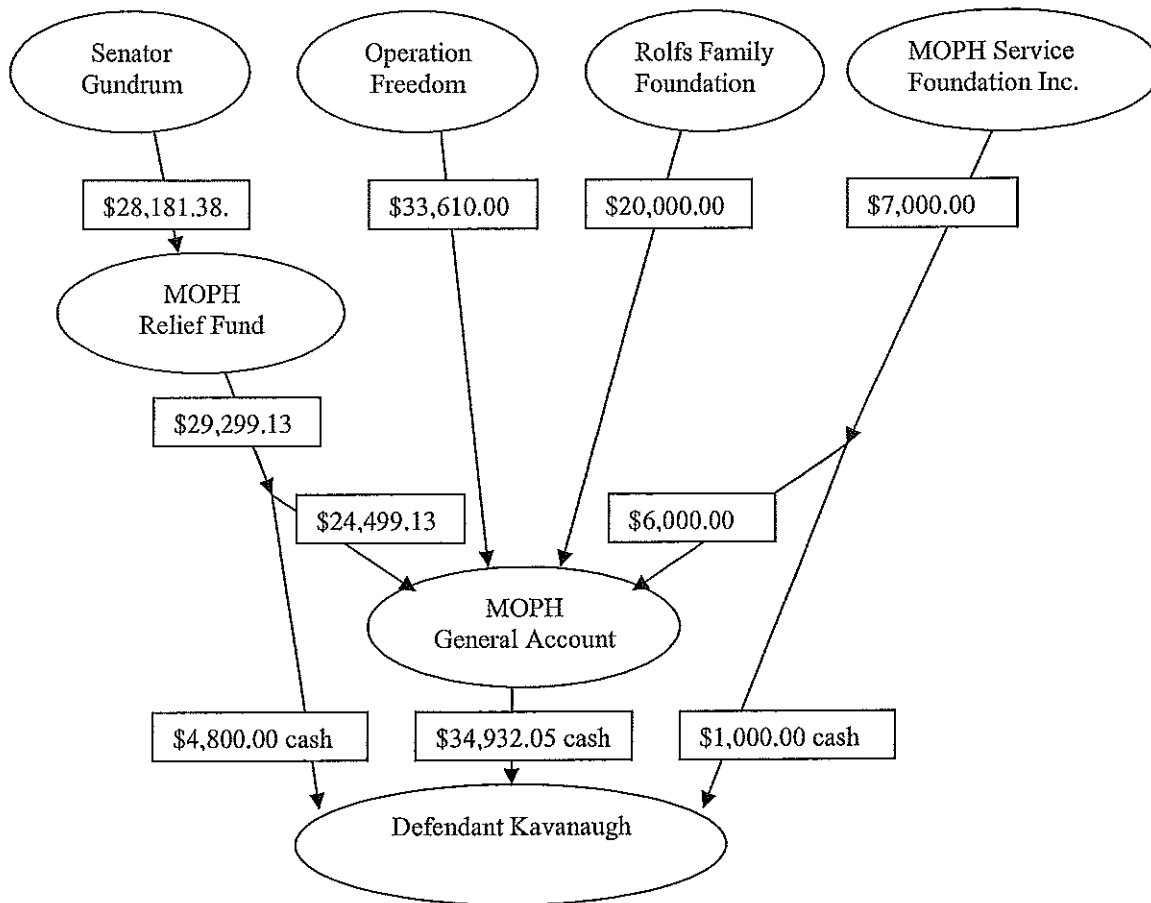 Senator
Gundrum
Operation
Freedom
Rolfs Family
Foundation
MOPH Service
Foundation Inc.
$28,181.38.
$33,610.00
$20,000.00
$7,000.00
MOPH
Relief Fund
$29,299.13
$24,499.13
$6,000.00
MOPH
General Account
$4,800.00 cash
$34,932.05 cash
$1,000.00 cash
Defendant Kavanaugh